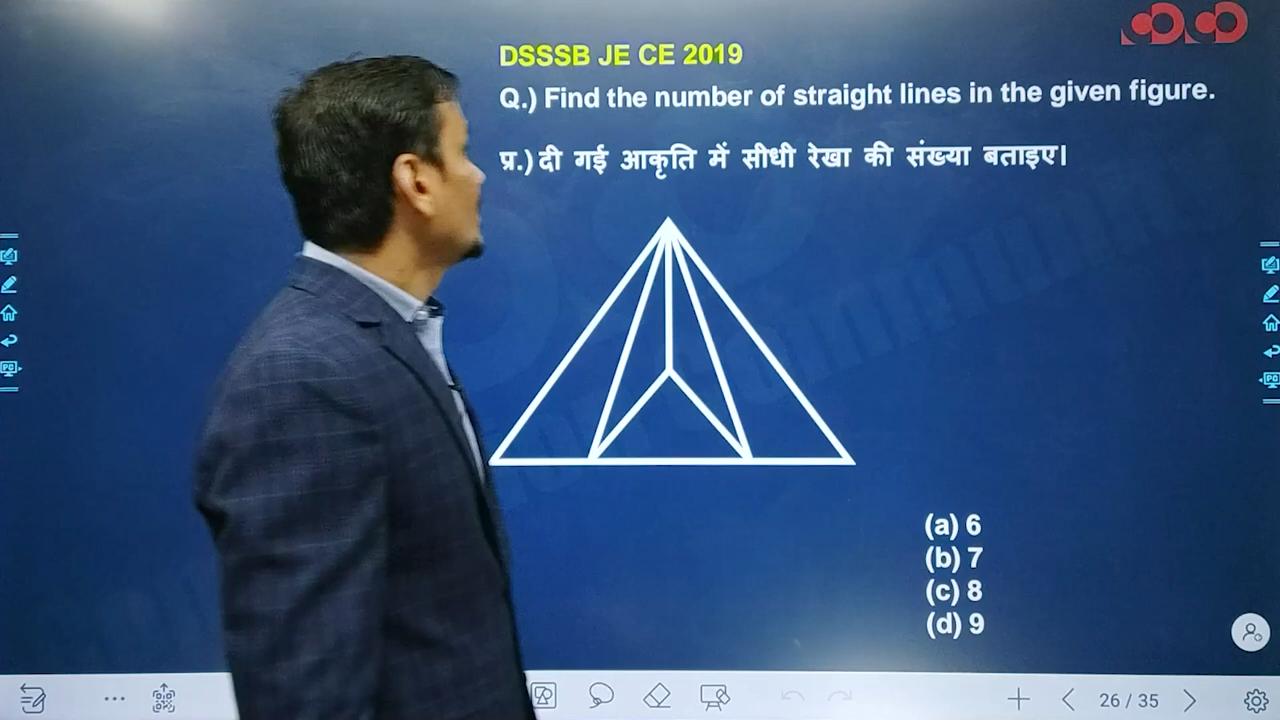 DSSSB JE CE 2019
Q.) Find the number of straight lines in the given figure.
प्र.) दी गई आकृति में सीधी रेखा की संख्या बताइए।
(a) 6
(b) 7
(c) 8
(d) 9
26 / 35